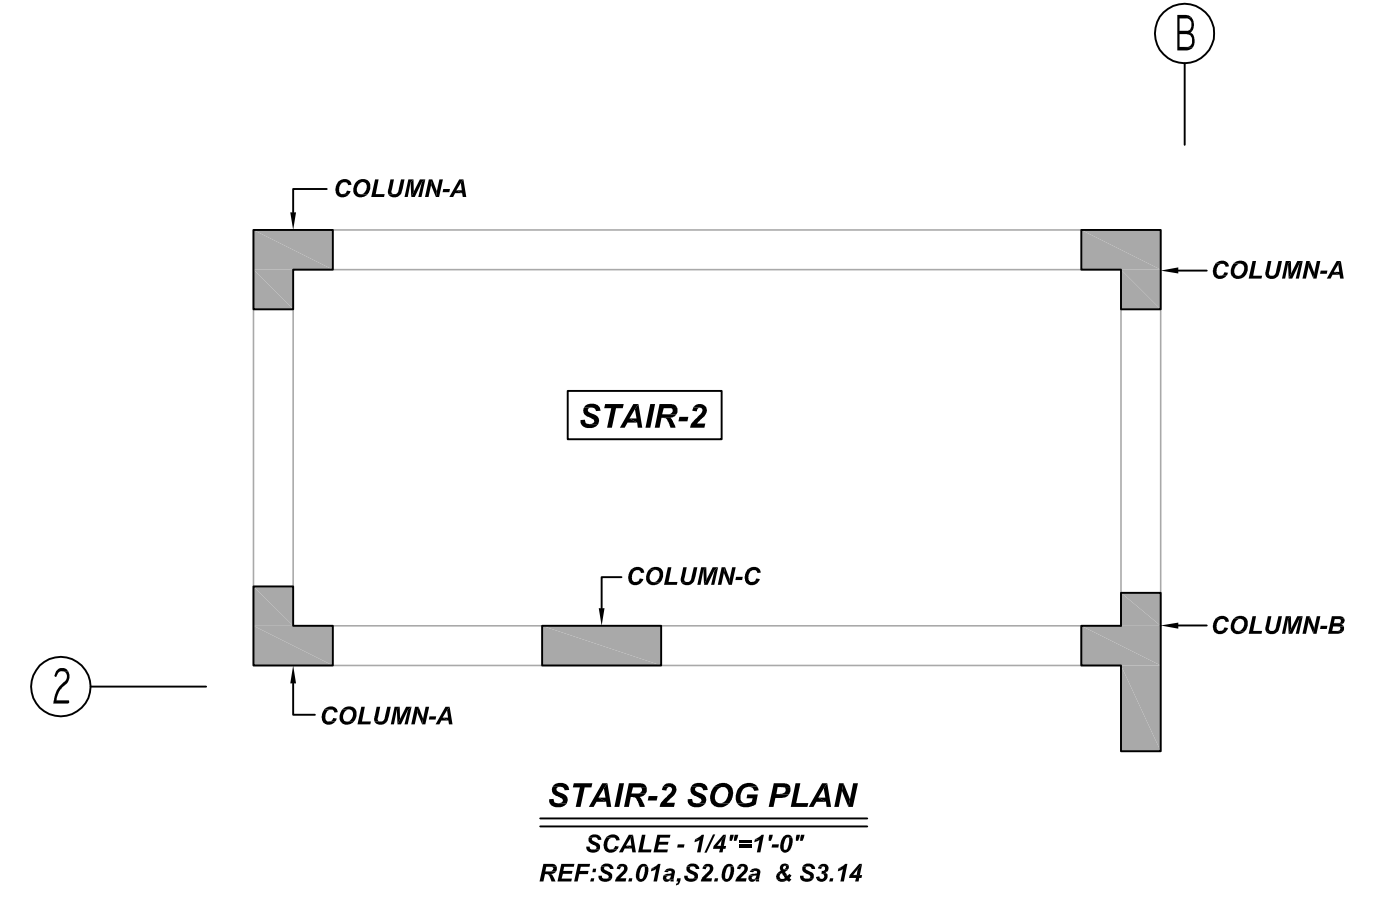 B
COLUMN-A
COLUMN-A
STAIR-2
COLUMN-C
COLUMN-B
2
COLUMN-A
STAIR-2 SOG PLAN
SCALE - 1/4"=1'-0"
REF:S2.01a,S2.02a & S3.14